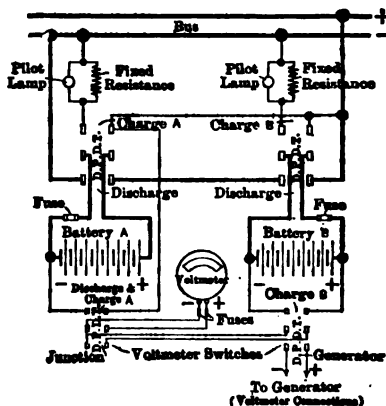 +
Bus
-
Pilot Lamp
Fixed Resistance
Pilot Lamp
Fixed Resistance
Charge A
Charge B
D.P.D.T.
D.P.D.T.
Discharge
Discharge
Fuse
Fuse
Battery A
Battery B
- +
Voltmeter
- +
- +
Discharge & Charge A
Charge B
Fuses
D.P.D.T.
D.P.D.T.
Junction
Voltmeter Switches
Generator
- +
To Generator
(Voltmeter Connections)